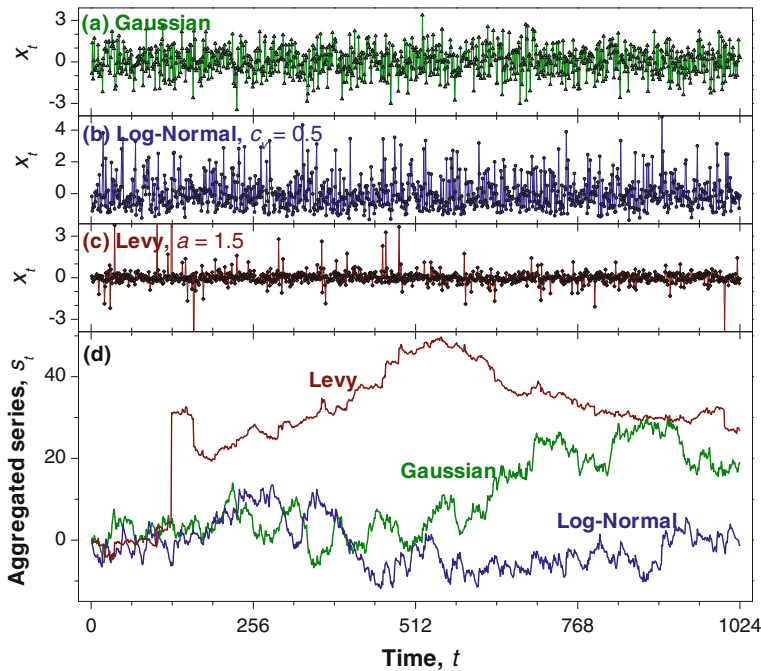 (a) Gaussian
3
0
-3
x_t
(b) Log-Normal, c_v = 0.5
4
2
0
x_t
(c) Levy, a = 1.5
3
0
-3
x_t
(d)
Levy
Gaussian
Log-Normal
40
20
0
Aggregated series, s_t
0 256 512 768 1024
Time, t